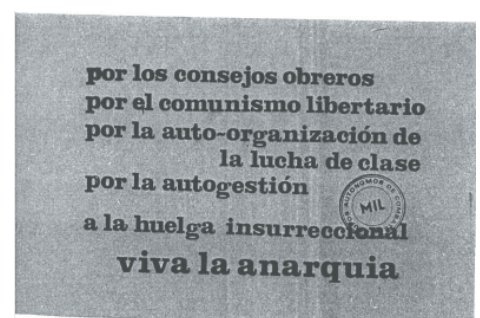 por los consejos obreros
por el comunismo libertario
por la auto-organización de
la lucha de clase
por la autogestión
MIL
a la huelga insurreccional
viva la anarquia